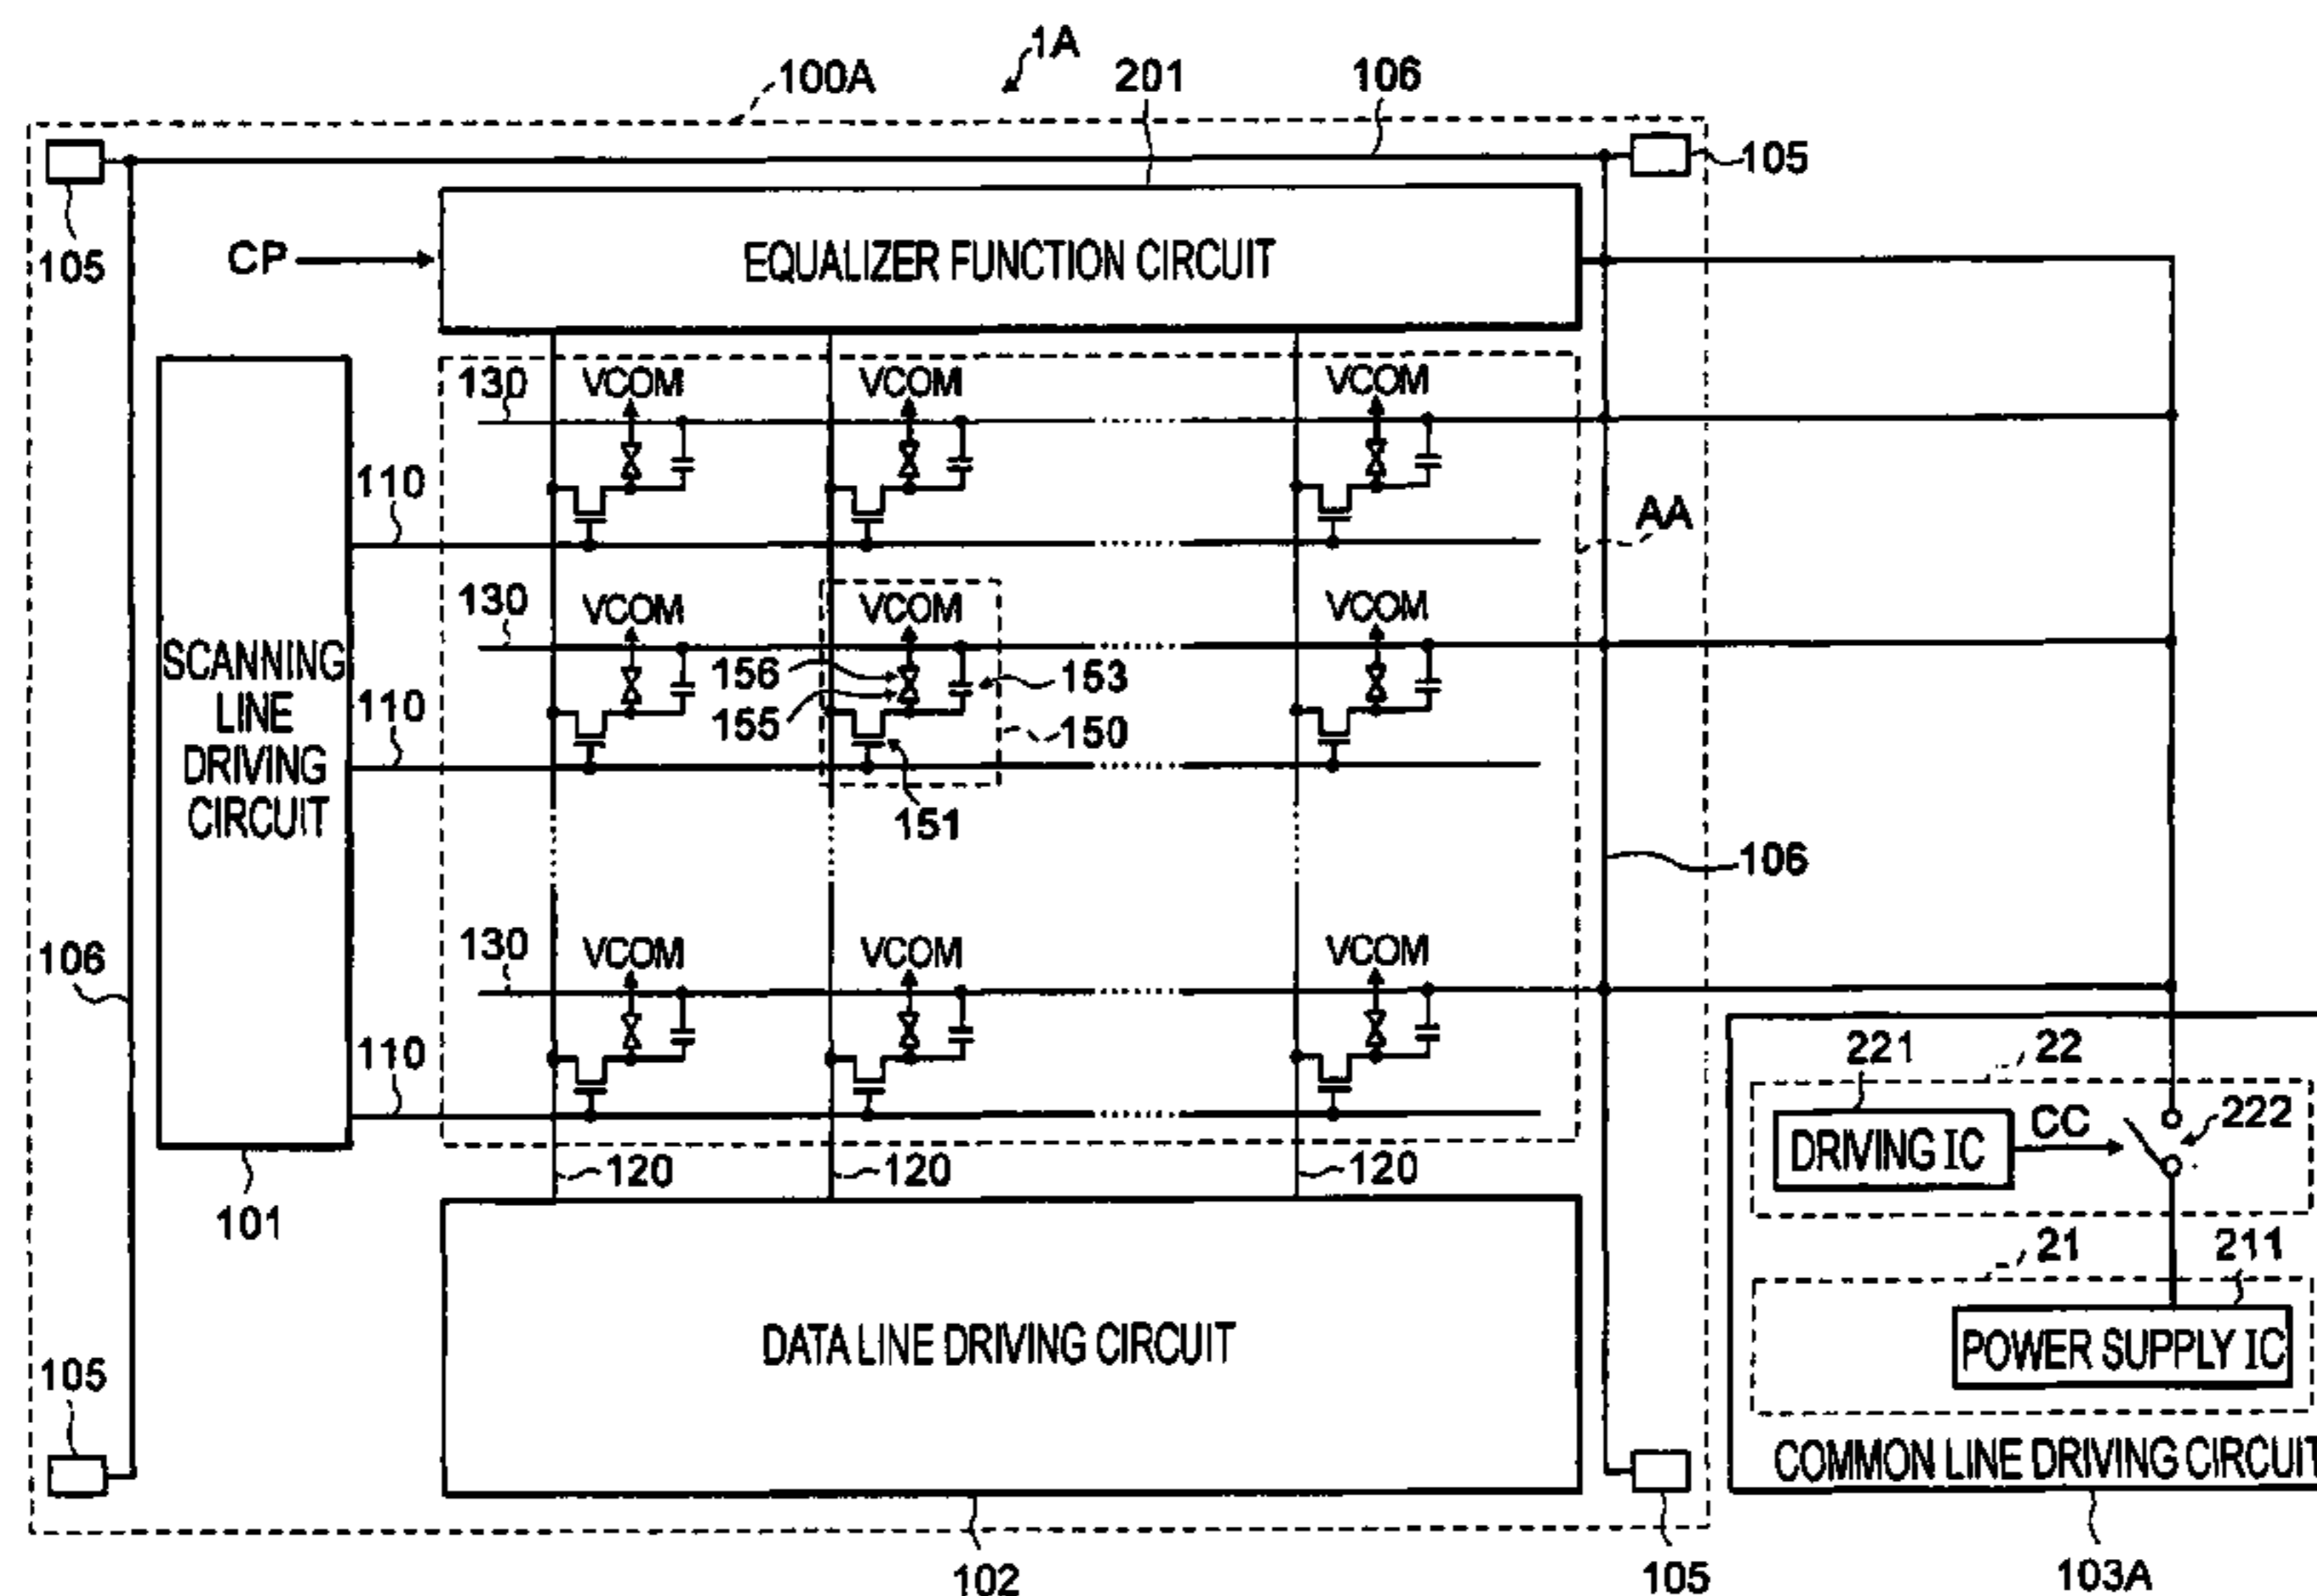 1A
100A
201
106
105
105
CP
EQUALIZER FUNCTION CIRCUIT
130
VCOM
VCOM
VCOM
110
AA
130
VCOM
VCOM
VCOM
SCANNING
LINE
DRIVING
CIRCUIT
156
153
110
155
150
151
106
130
VCOM
VCOM
VCOM
106
110
221
22
222
DRIVING IC
CC
120
120
120
101
21
211
DATA LINE DRIVING CIRCUIT
POWER SUPPLY IC
105
COMMON LINE DRIVING CIRCUIT
102
105
103A